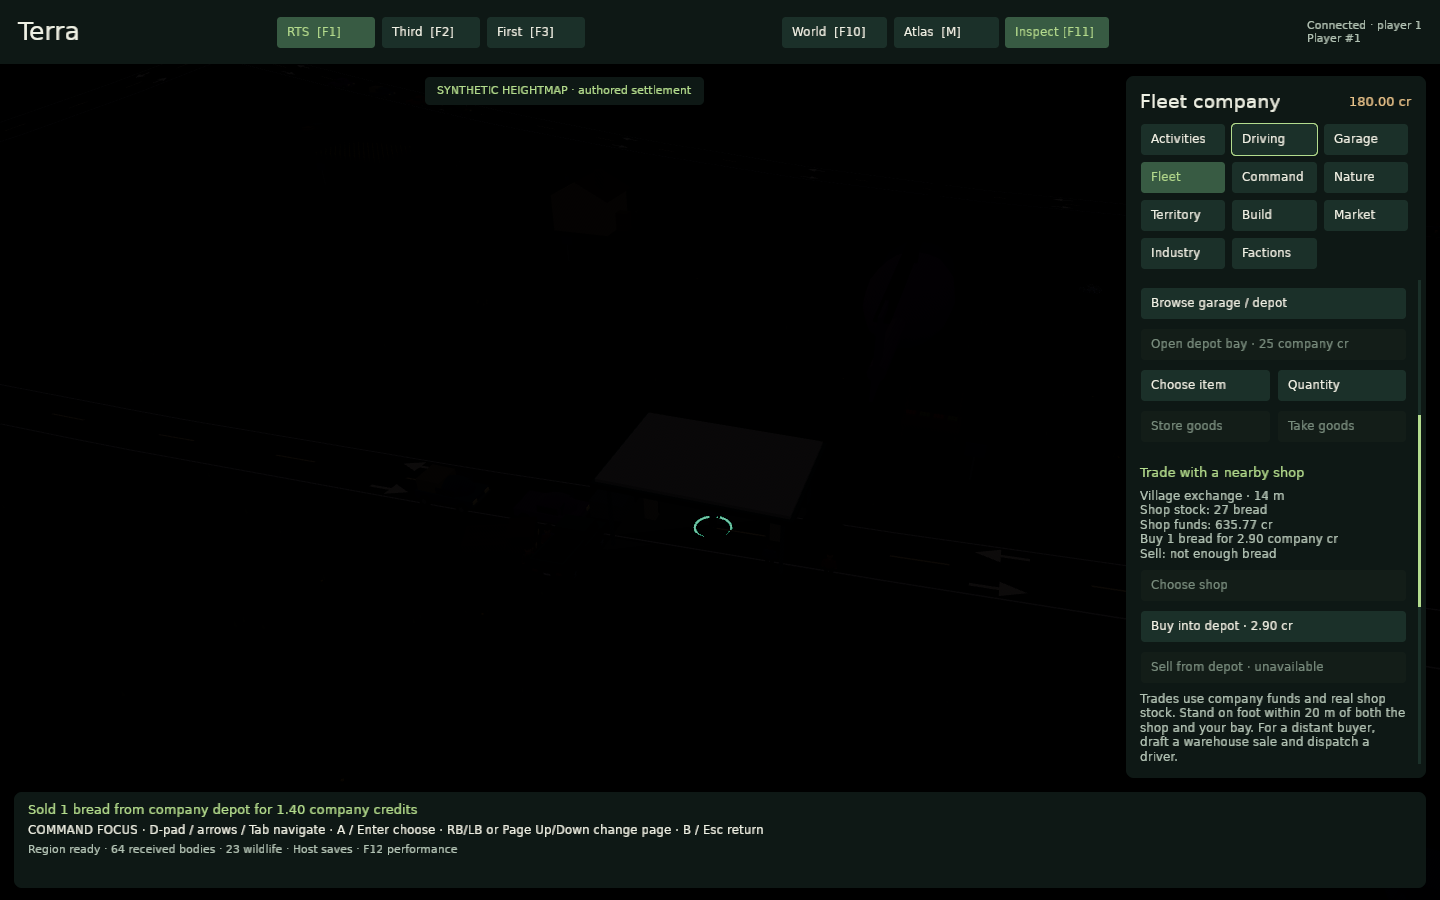 Terra
RTS [F1]
Third [F2]
First [F3]
World [F10]
Atlas [M]
Inspect [F11]
Connected · player 1
Player #1
SYNTHETIC HEIGHTMAP · authored settlement
Fleet company
180.00 cr
Activities
Driving
Garage
Fleet
Command
Nature
Territory
Build
Market
Industry
Factions
Browse garage / depot
Open depot bay · 25 company cr
Choose item
Quantity
Store goods
Take goods
Trade with a nearby shop
Village exchange · 14 m
Shop stock: 27 bread
Shop funds: 635.77 cr
Buy 1 bread for 2.90 company cr
Sell: not enough bread
Choose shop
Buy into depot · 2.90 cr
Sell from depot · unavailable
Trades use company funds and real shop
stock. Stand on foot within 20 m of both the
shop and your bay. For a distant buyer,
draft a warehouse sale and dispatch a
driver.
Sold 1 bread from company depot for 1.40 company credits
COMMAND FOCUS · D-pad / arrows / Tab navigate · A / Enter choose · RB/LB or Page Up/Down change page · B / Esc return
Region ready · 64 received bodies · 23 wildlife · Host saves · F12 performance